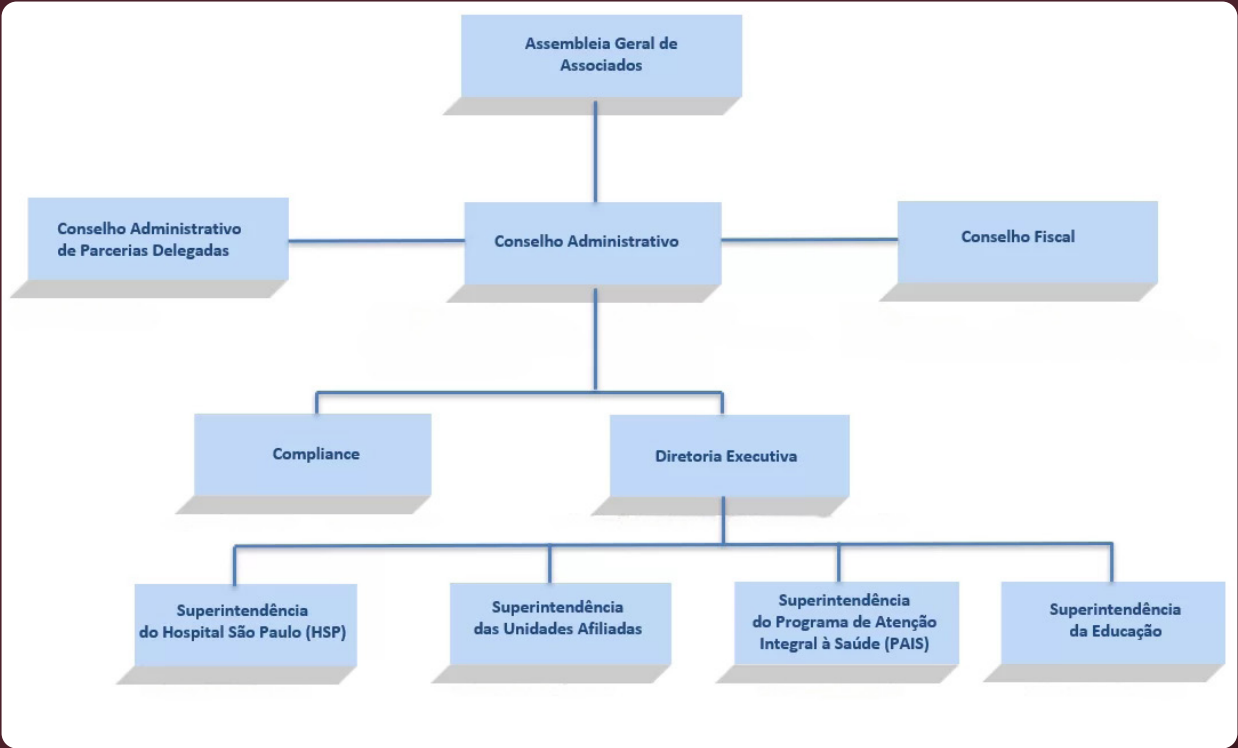 Assembleia Geral de
Associados
Conselho Administrativo
de Parcerias Delegadas
Conselho Administrativo
Conselho Fiscal
Compliance
Diretoria Executiva
Superintendência
do Hospital São Paulo (HSP)
Superintendência
das Unidades Afiliadas
Superintendência
do Programa de Atenção
Integral à Saúde (PAIS)
Superintendência
da Educação